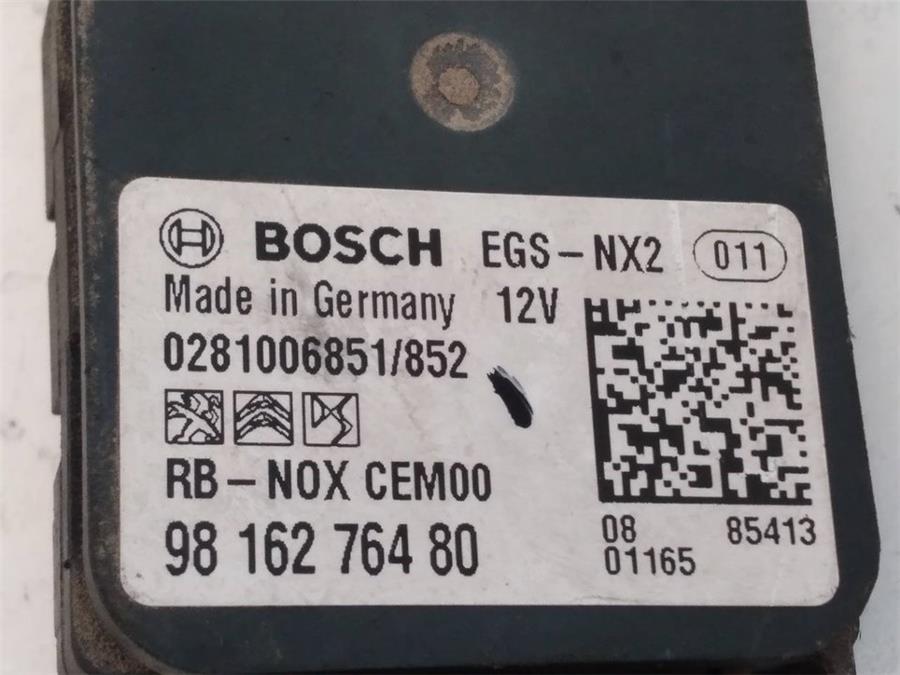 BOSCH EGS-NX2 011
Made in Germany 12V
0281006851/852
RB-NOX CEM00
98 162 764 80
08 85413
01165